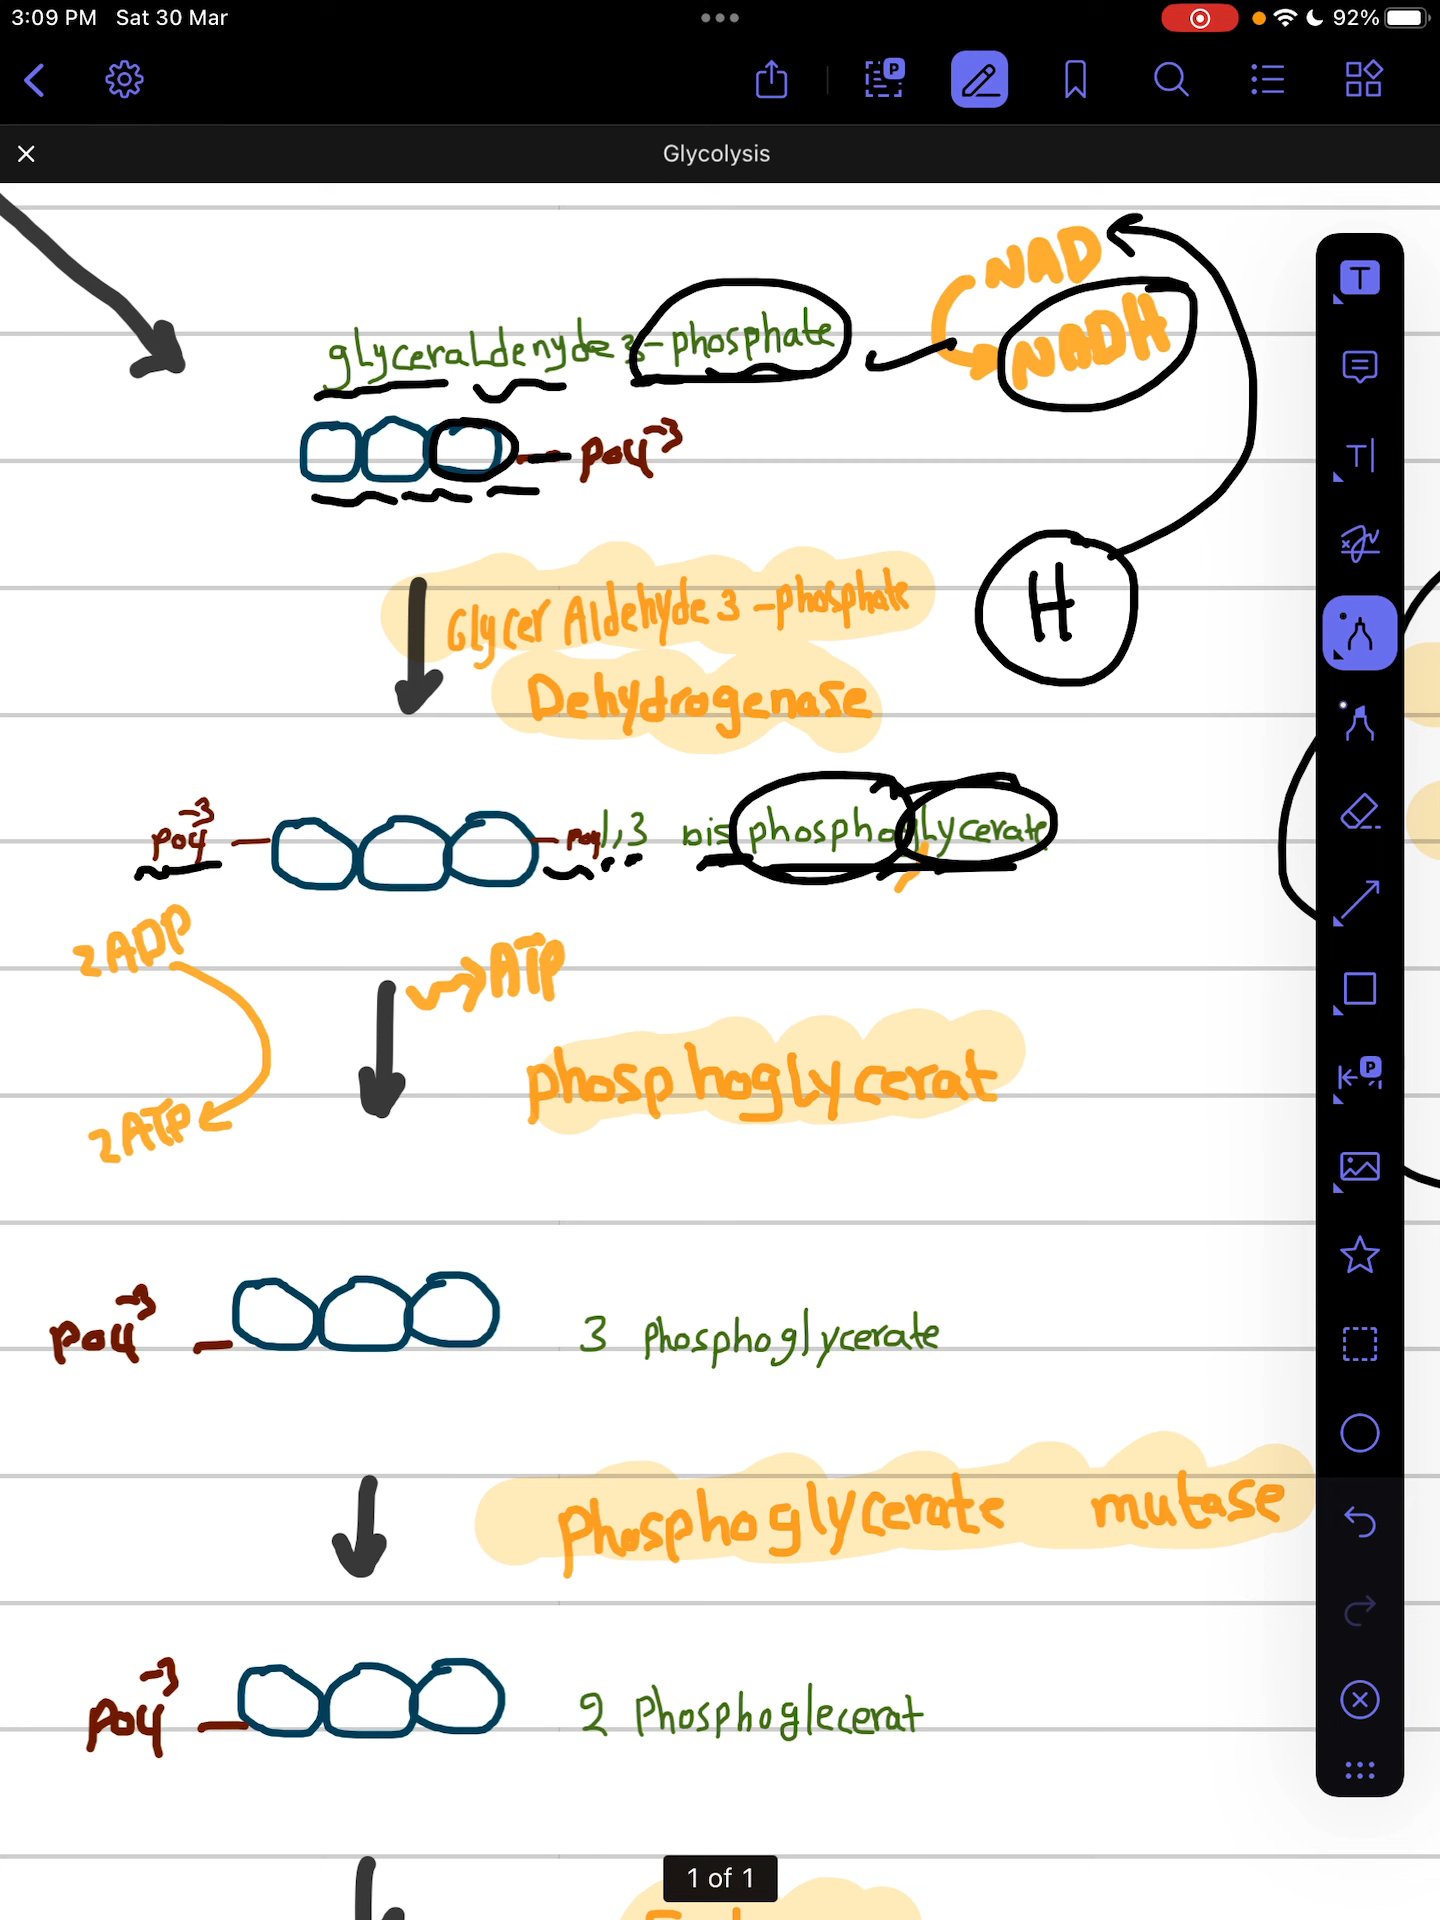 3:09 PM Sat 30 Mar
92%
Glycolysis
NAD
glyceraldenyde 3-phosphate
NADH
po4-3
H
Glycer Aldehyde 3-phosphate
Dehydrogenase
po4-3
po4
1,3 bisphosphoglycerate
2ADP
ATP
phosphoglycerat
2ATP
po4-3
3 phosphoglycerate
phosphoglycerate mutase
po4-3
2 phosphoglecerat
1 of 1